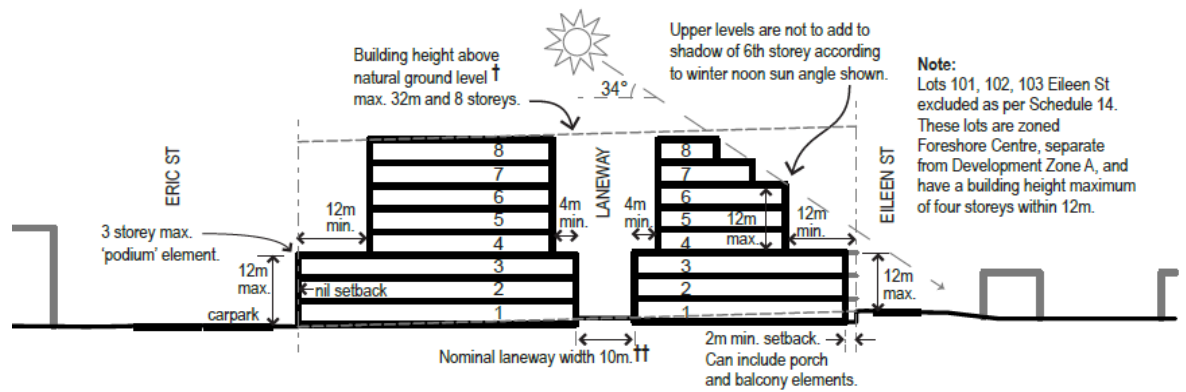 Building height above
natural ground level †
max. 32m and 8 storeys.
34°
Upper levels are not to add to
shadow of 6th storey according
to winter noon sun angle shown.
Note:
Lots 101, 102, 103 Eileen St
excluded as per Schedule 14.
These lots are zoned
Foreshore Centre, separate
from Development Zone A, and
have a building height maximum
of four storeys within 12m.
ERIC ST
LANEWAY
EILEEN ST
3 storey max.
'podium' element.
12m
min.
8
7
6
5
4
3
2
1
4m
min.
4m
min.
8
7
6
5
4
3
2
1
12m
max.
12m
min.
12m
max.
nil setback
carpark
12m
max.
Nominal laneway width 10m.††
2m min. setback.
Can include porch
and balcony elements.